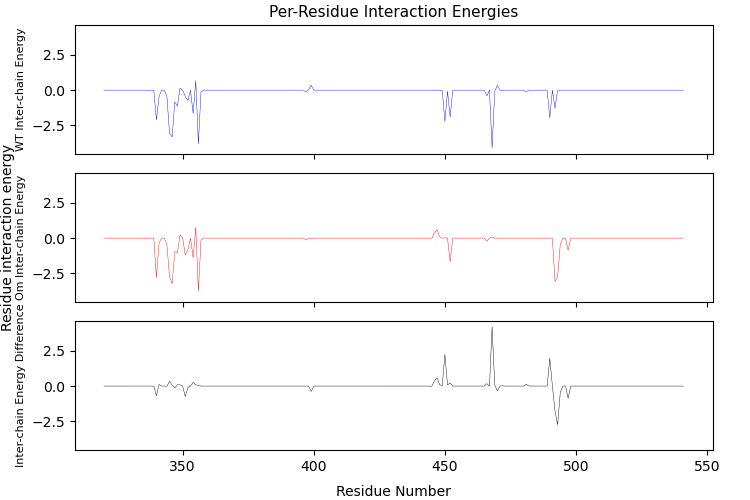 Per-Residue Interaction Energies
Residue interaction energy
WT Inter-chain Energy
2.5
0.0
−2.5
Om Inter-chain Energy
2.5
0.0
−2.5
Inter-chain Energy Difference
2.5
0.0
−2.5
350
400
450
500
550
Residue Number